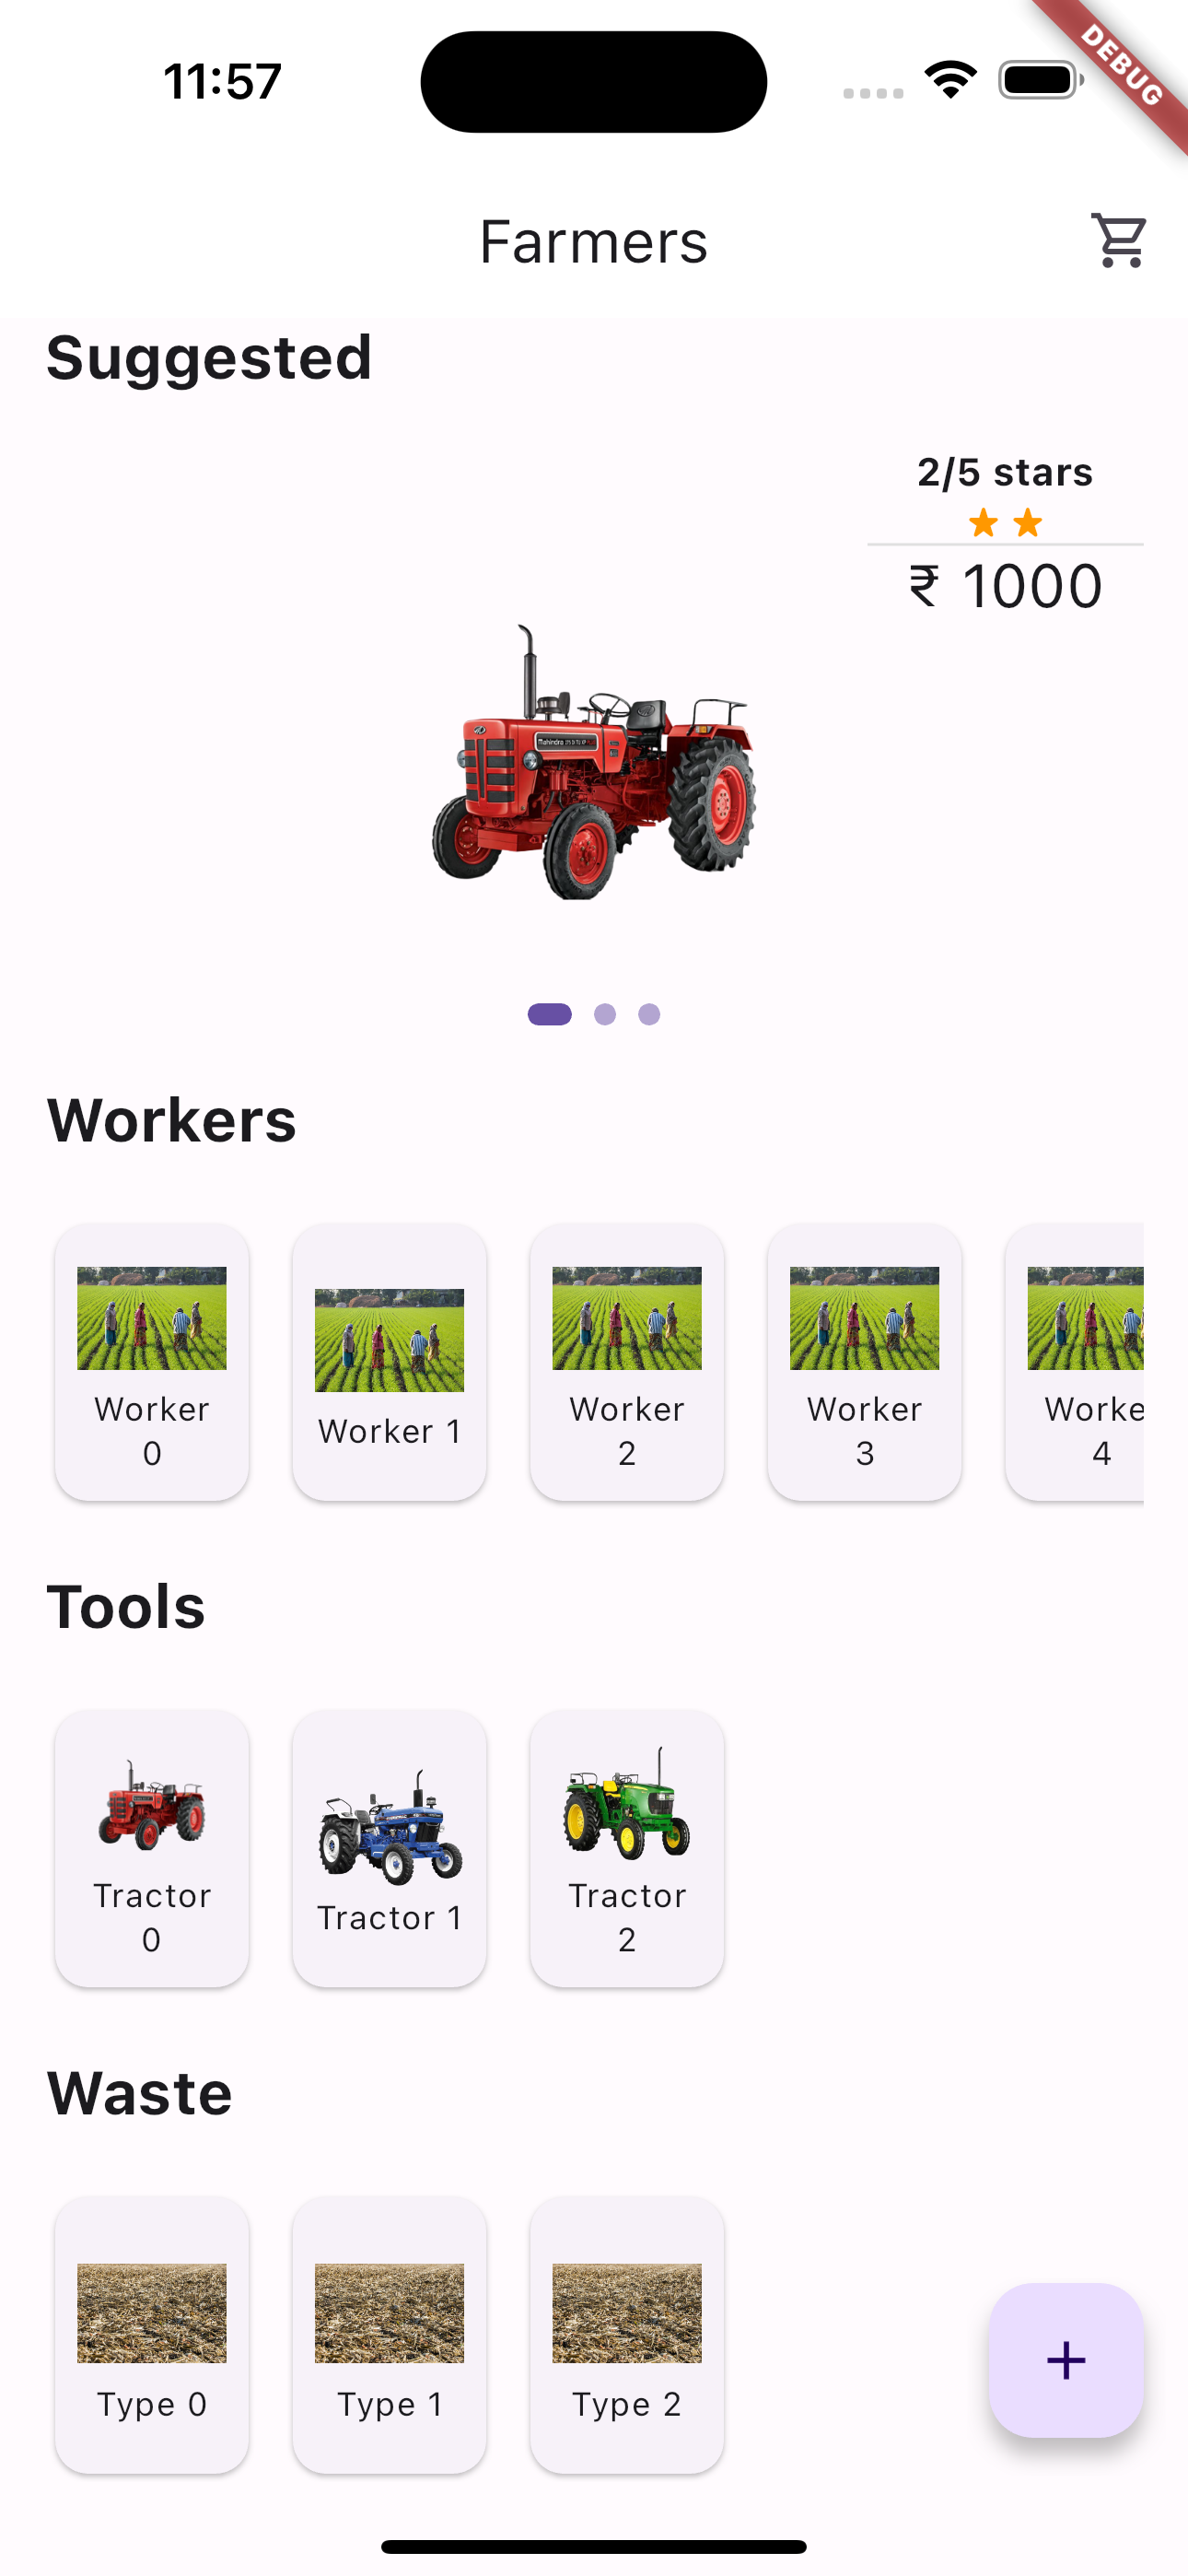 11:57
DEBUG
Farmers
Suggested
2/5 stars
₹ 1000
Workers
Worker
0
Worker 1
Worker
2
Worker
3
Worke
4
Tools
Tractor
0
Tractor 1
Tractor
2
Waste
Type 0
Type 1
Type 2